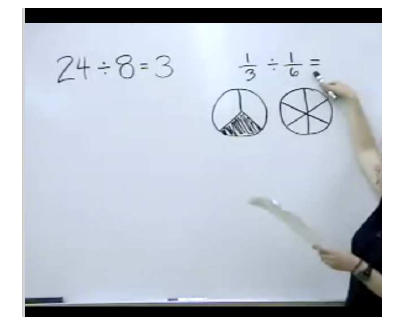 24 ÷ 8 = 3
1/3 ÷ 1/6 =